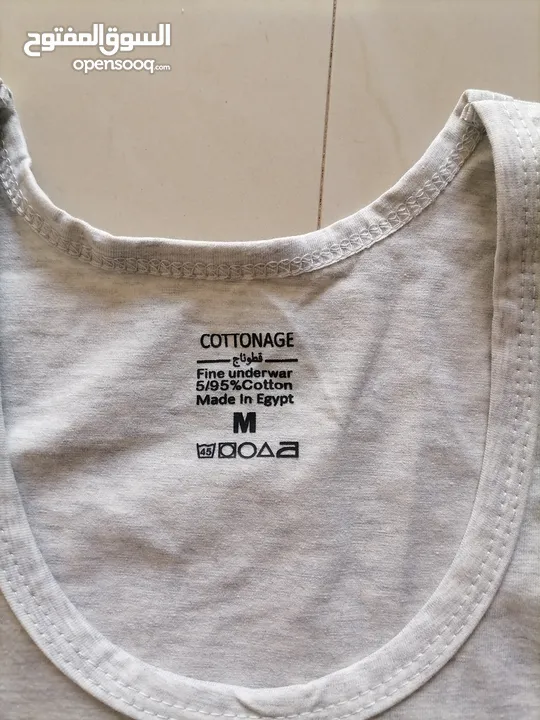 السوق المفتوح
opensooq.com
COTTONAGE
قطوناج
Fine underwar
5/95%Cotton
Made In Egypt
M
45